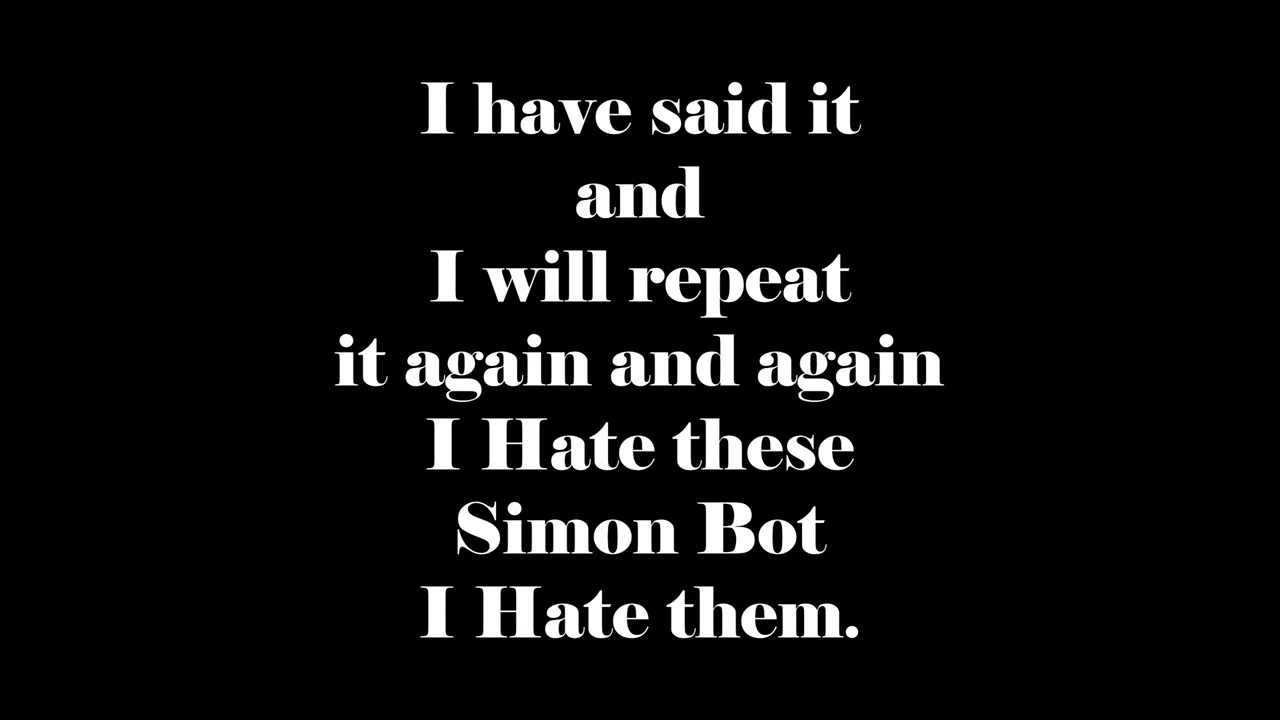 I have said it
and
I will repeat
it again and again
I Hate these
Simon Bot
I Hate them.